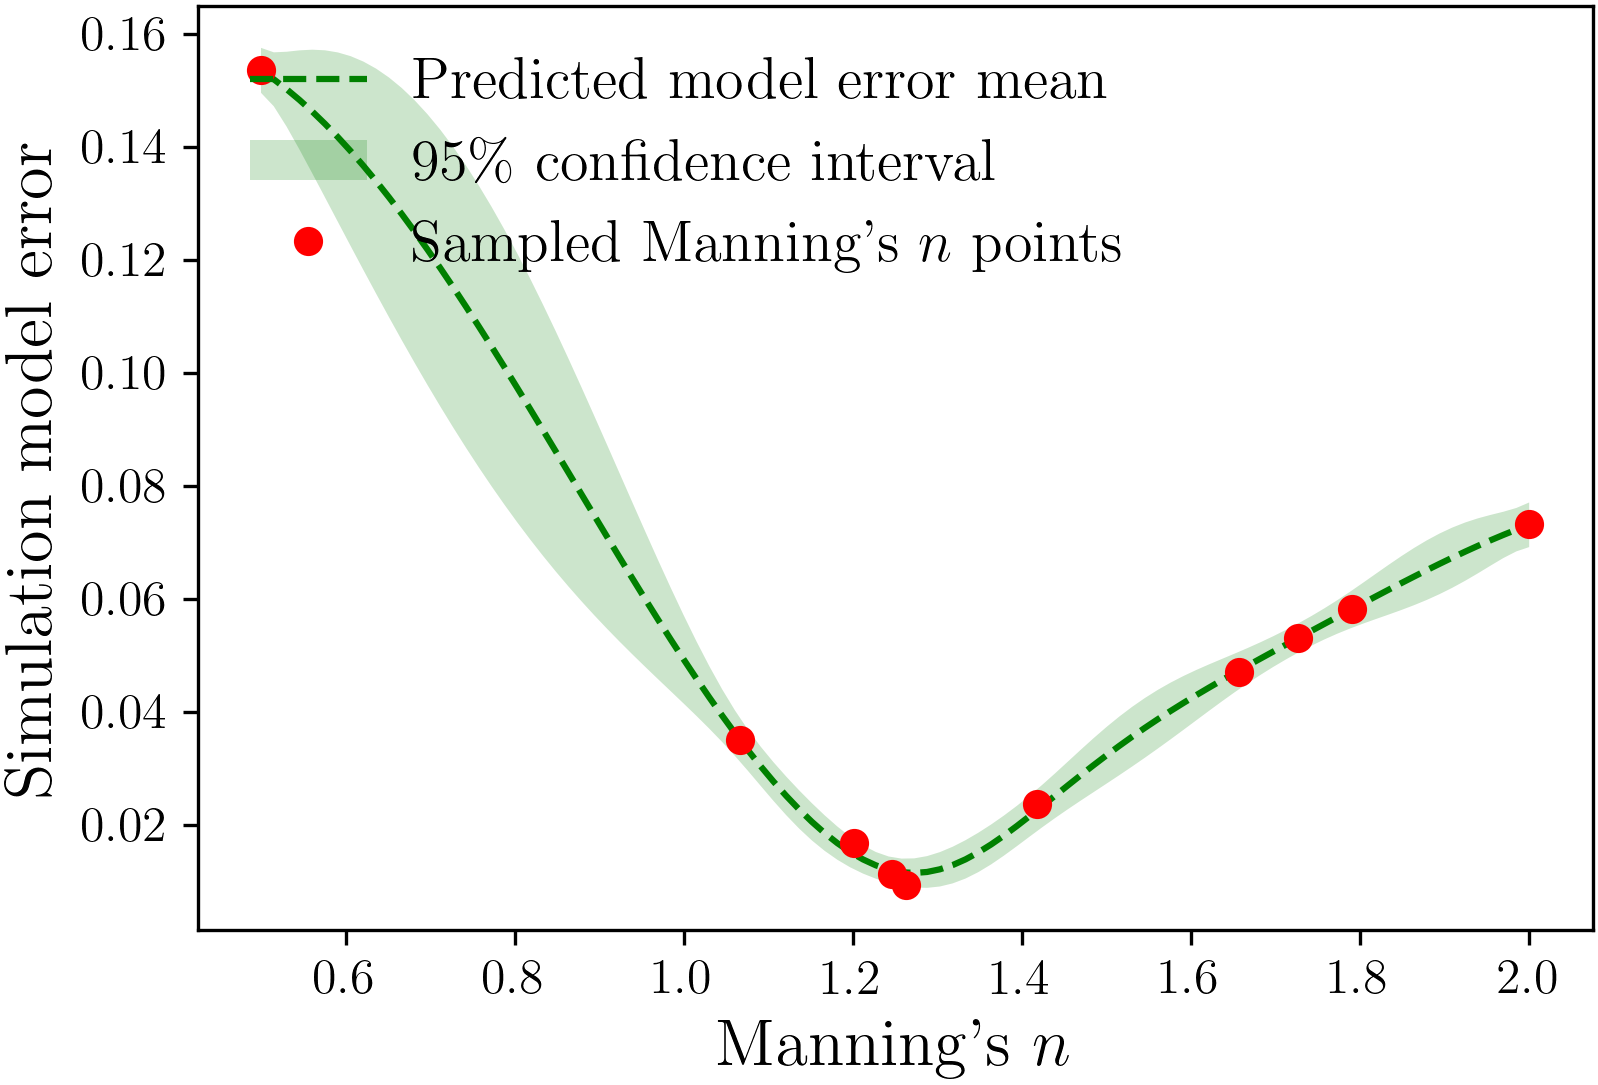 0.16
0.14
0.12
0.10
0.08
0.06
0.04
0.02
Simulation model error
Predicted model error mean
95% confidence interval
Sampled Manning's n points
0.6 0.8 1.0 1.2 1.4 1.6 1.8 2.0
Manning's n